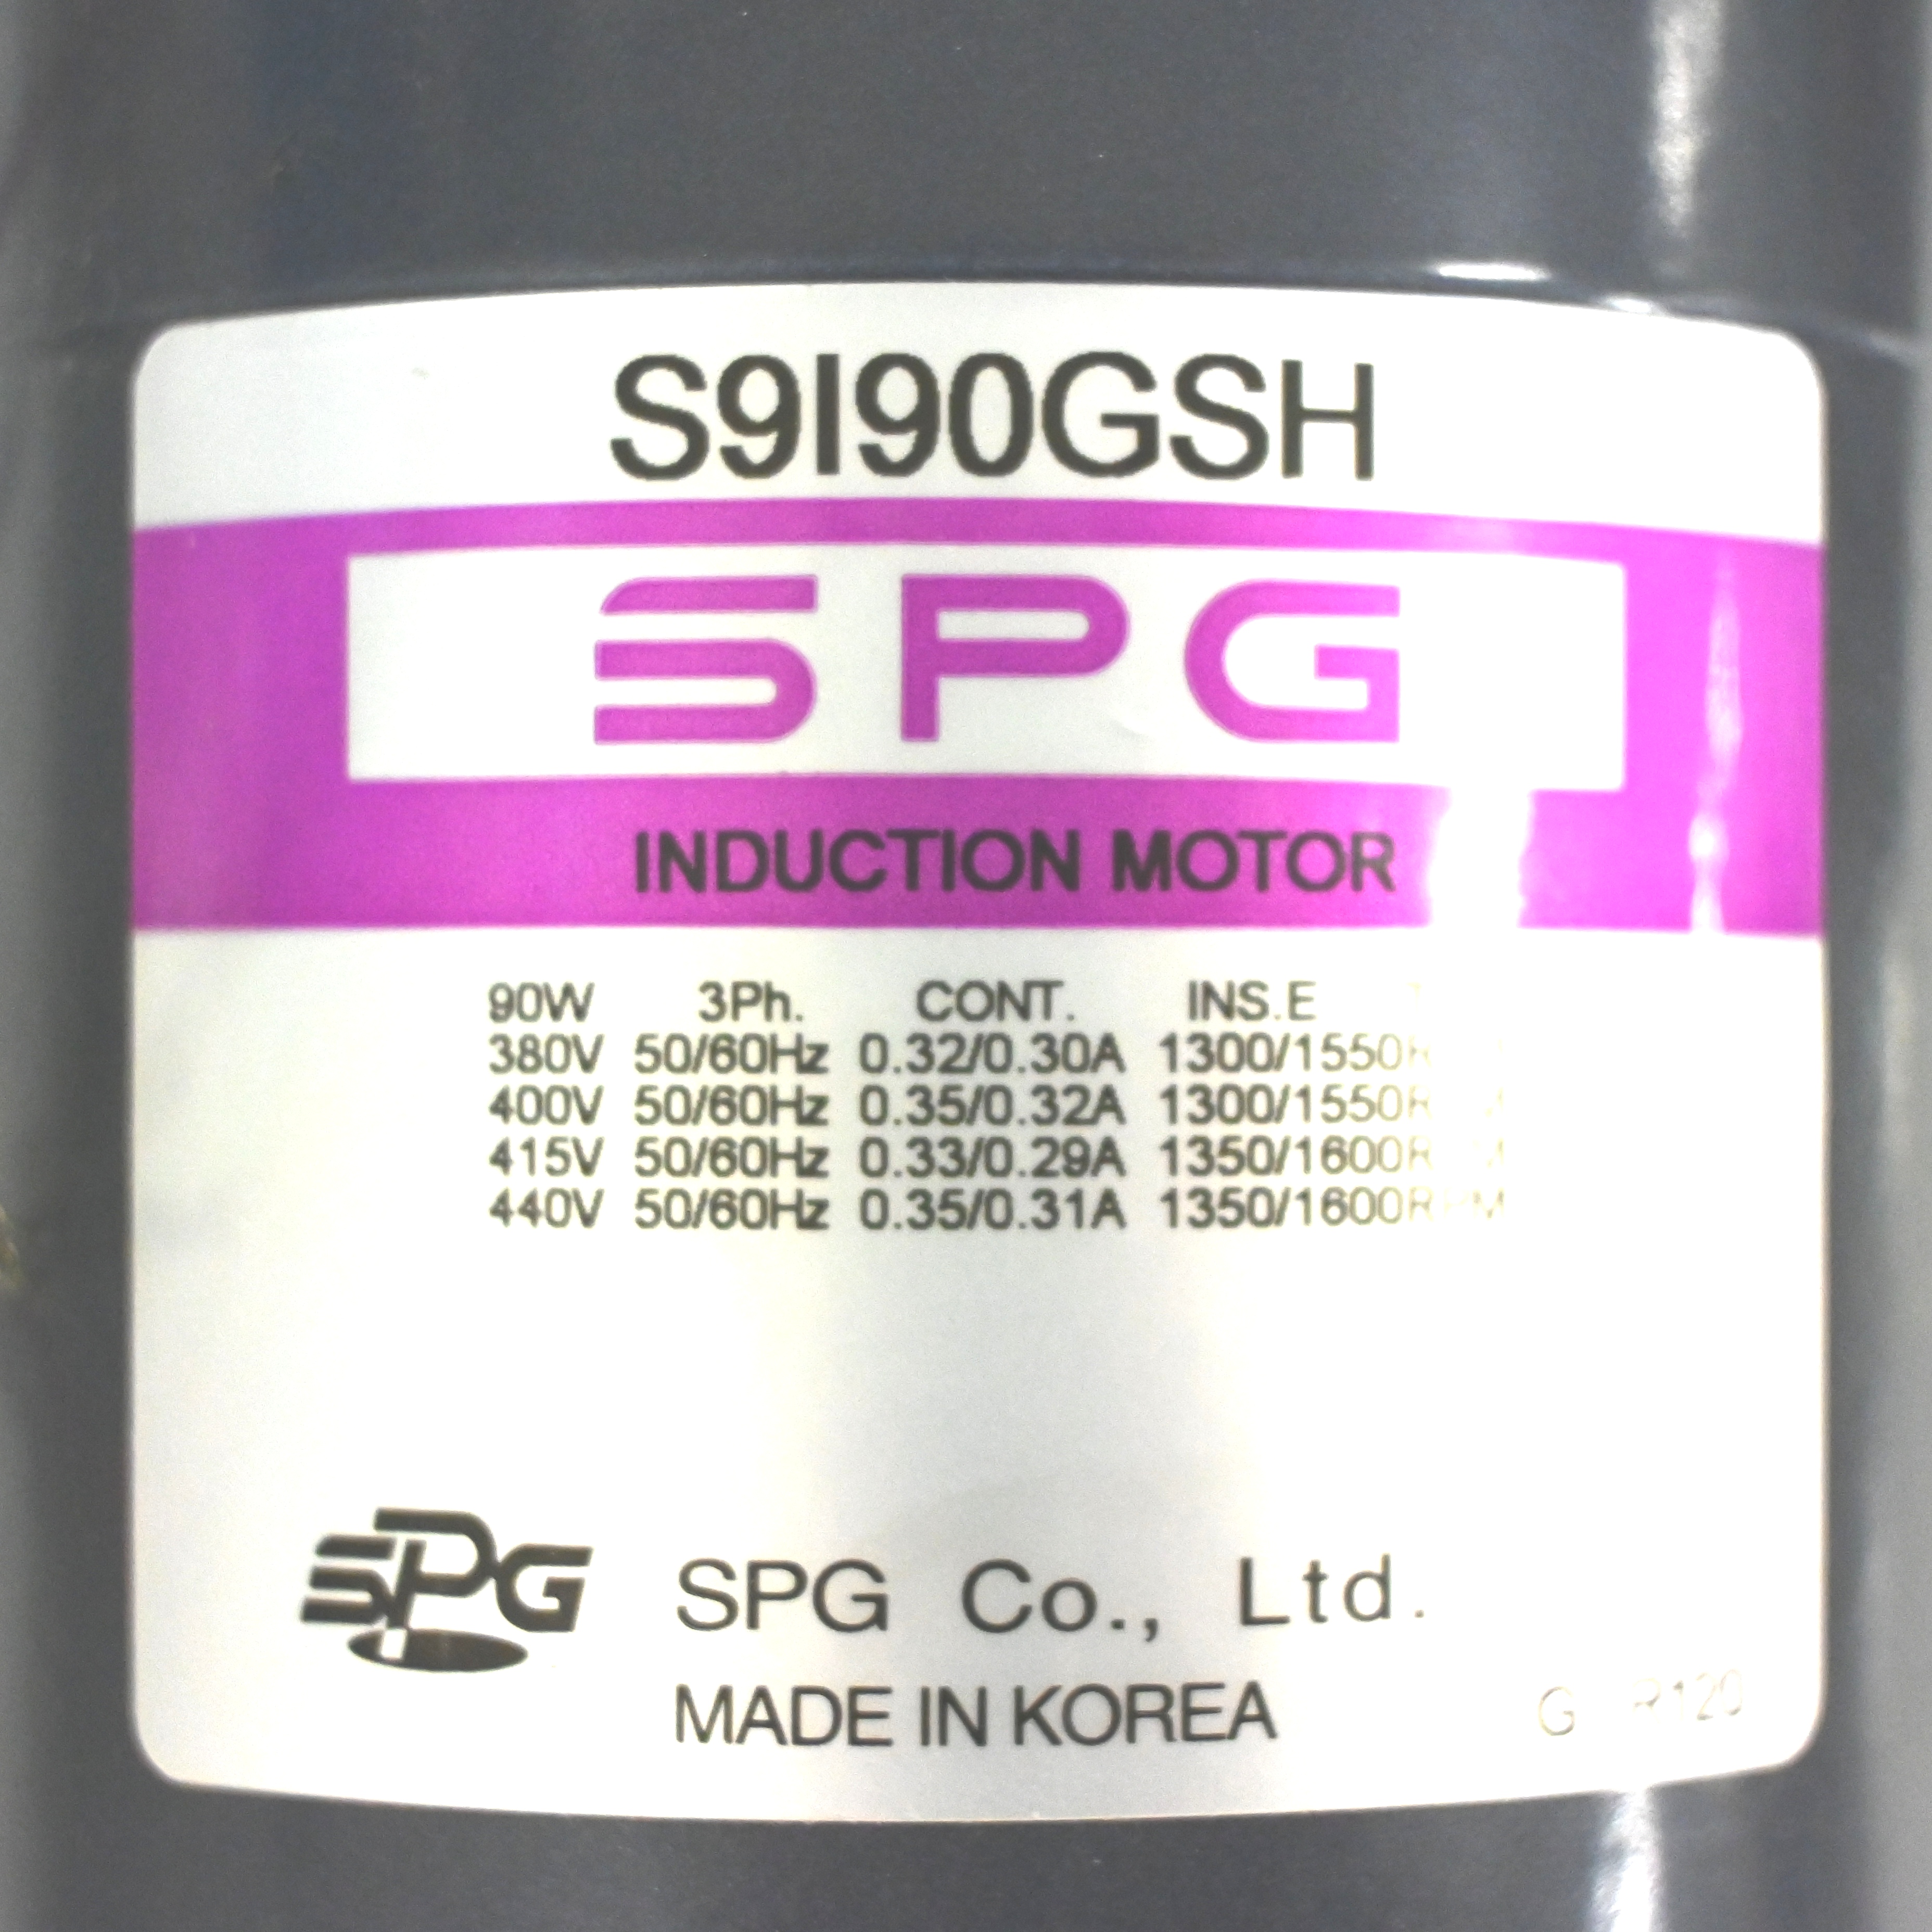 S9I90GSH
SPG
INDUCTION MOTOR
90W 3Ph. CONT. INS.E
380V 50/60Hz 0.32/0.30A 1300/1550
400V 50/60Hz 0.35/0.32A 1300/1550
415V 50/60Hz 0.33/0.29A 1350/1600
440V 50/60Hz 0.35/0.31A 1350/1600RPM
SPG SPG Co., Ltd.
MADE IN KOREA